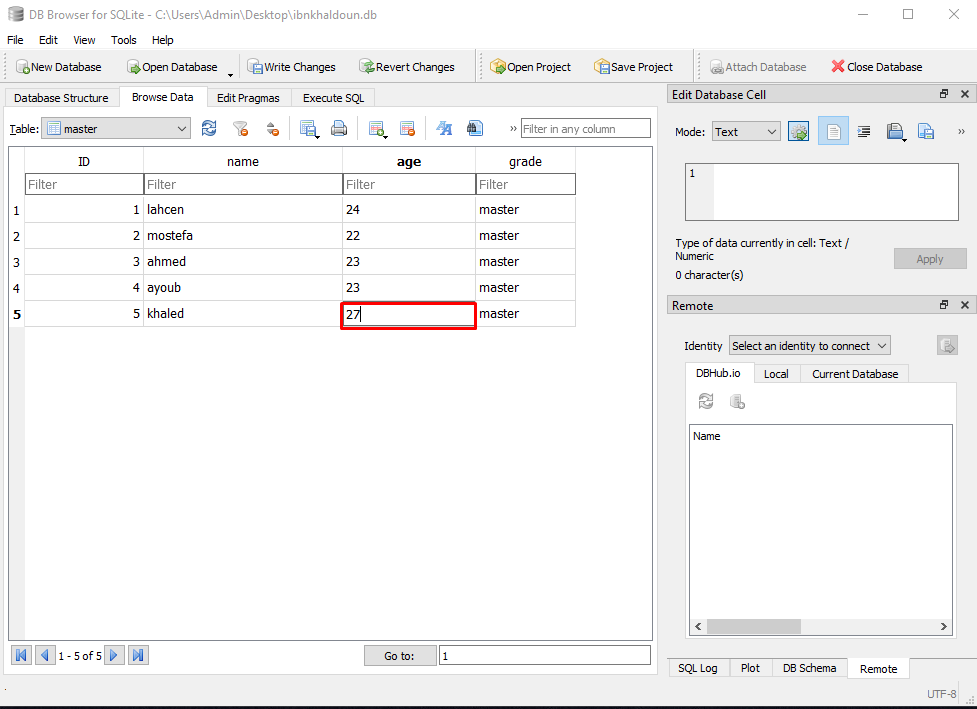 DB Browser for SQLite - C:\Users\Admin\Desktop\ibnkhaldoun.db
File Edit View Tools Help
New Database Open Database Write Changes Revert Changes Open Project Save Project Attach Database Close Database
Database Structure Browse Data Edit Pragmas Execute SQL
Table: master » Filter in any column
ID name age grade
Filter Filter Filter Filter
1 1 lahcen 24 master
2 2 mostefa 22 master
3 3 ahmed 23 master
4 4 ayoub 23 master
5 5 khaled 27 master
1 - 5 of 5 Go to: 1
Edit Database Cell
Mode: Text »
1
Type of data currently in cell: Text /
Numeric
0 character(s)
Apply
Remote
Identity Select an identity to connect
DBHub.io Local Current Database
Name
SQL Log Plot DB Schema Remote
UTF-8